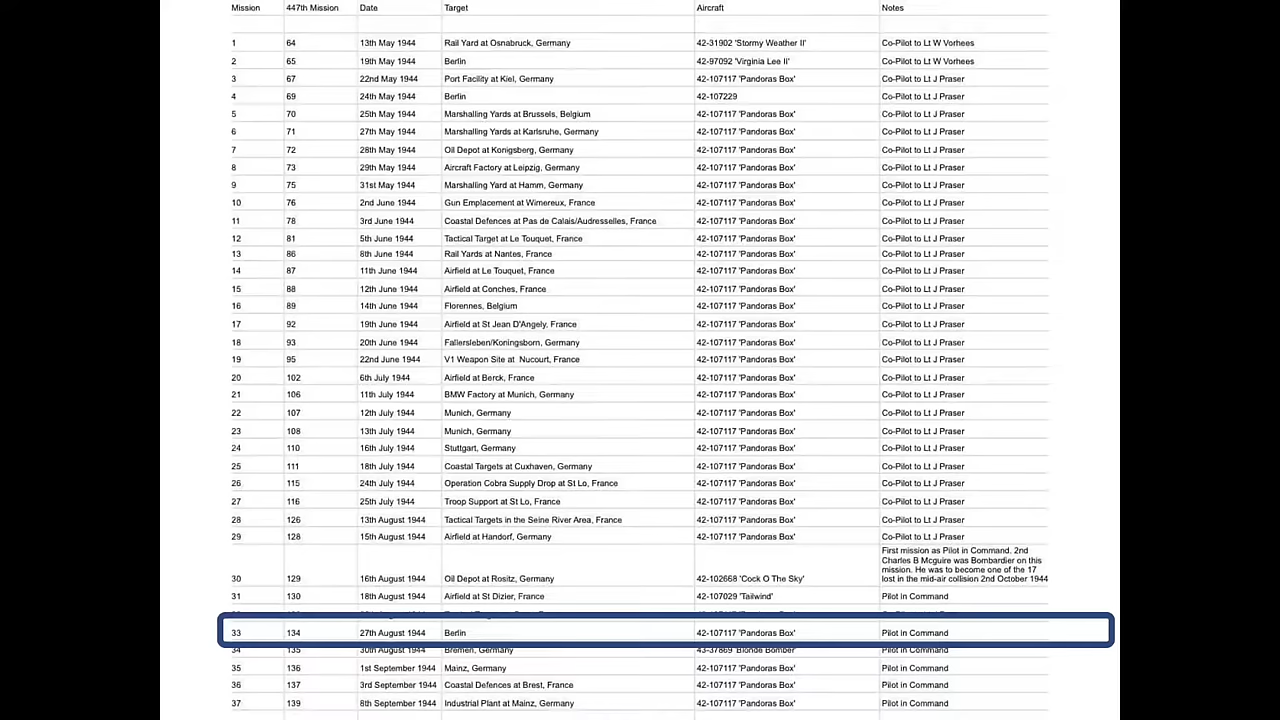 Mission 447th Mission Date Target Aircraft Notes
1 64 13th May 1944 Rail Yard at Osnabruck, Germany 42-31902 'Stormy Weather II' Co-Pilot to Lt W Vorhees
2 65 19th May 1944 Berlin 42-97092 'Virginia Lee II' Co-Pilot to Lt W Vorhees
3 67 22nd May 1944 Port Facility at Kiel, Germany 42-107117 'Pandoras Box' Co-Pilot to Lt J Praser
4 69 24th May 1944 Berlin 42-107229 Co-Pilot to Lt J Praser
5 70 25th May 1944 Marshalling Yards at Brussels, Belgium 42-107117 'Pandoras Box' Co-Pilot to Lt J Praser
6 71 27th May 1944 Marshalling Yards at Karlsruhe, Germany 42-107117 'Pandoras Box' Co-Pilot to Lt J Praser
7 72 28th May 1944 Oil Depot at Konigsberg, Germany 42-107117 'Pandoras Box' Co-Pilot to Lt J Praser
8 73 29th May 1944 Aircraft Factory at Leipzig, Germany 42-107117 'Pandoras Box' Co-Pilot to Lt J Praser
9 75 31st May 1944 Marshalling Yard at Hamm, Germany 42-107117 'Pandoras Box' Co-Pilot to Lt J Praser
10 76 2nd June 1944 Gun Emplacement at Wimereux, France 42-107117 'Pandoras Box' Co-Pilot to Lt J Praser
11 78 3rd June 1944 Coastal Defences at Pas de Calais/Audresselles, France 42-107117 'Pandoras Box' Co-Pilot to Lt J Praser
12 81 5th June 1944 Tactical Target at Le Touquet, France 42-107117 'Pandoras Box' Co-Pilot to Lt J Praser
13 86 8th June 1944 Rail Yards at Nantes, France 42-107117 'Pandoras Box' Co-Pilot to Lt J Praser
14 87 11th June 1944 Airfield at Le Touquet, France 42-107117 'Pandoras Box' Co-Pilot to Lt J Praser
15 88 12th June 1944 Airfield at Conches, France 42-107117 'Pandoras Box' Co-Pilot to Lt J Praser
16 89 14th June 1944 Florennes, Belgium 42-107117 'Pandoras Box' Co-Pilot to Lt J Praser
17 92 19th June 1944 Airfield at St Jean D'Angely, France 42-107117 'Pandoras Box' Co-Pilot to Lt J Praser
18 93 20th June 1944 Fallersleben/Koningsborn, Germany 42-107117 'Pandoras Box' Co-Pilot to Lt J Praser
19 95 22nd June 1944 V1 Weapon Site at Nucourt, France 42-107117 'Pandoras Box' Co-Pilot to Lt J Praser
20 102 6th July 1944 Airfield at Berck, France 42-107117 'Pandoras Box' Co-Pilot to Lt J Praser
21 106 11th July 1944 BMW Factory at Munich, Germany 42-107117 'Pandoras Box' Co-Pilot to Lt J Praser
22 107 12th July 1944 Munich, Germany 42-107117 'Pandoras Box' Co-Pilot to Lt J Praser
23 108 13th July 1944 Munich, Germany 42-107117 'Pandoras Box' Co-Pilot to Lt J Praser
24 110 16th July 1944 Stuttgart, Germany 42-107117 'Pandoras Box' Co-Pilot to Lt J Praser
25 111 18th July 1944 Coastal Targets at Cuxhaven, Germany 42-107117 'Pandoras Box' Co-Pilot to Lt J Praser
26 115 24th July 1944 Operation Cobra Supply Drop at St Lo, France 42-107117 'Pandoras Box' Co-Pilot to Lt J Praser
27 116 25th July 1944 Troop Support at St Lo, France 42-107117 'Pandoras Box' Co-Pilot to Lt J Praser
28 126 13th August 1944 Tactical Targets in the Seine River Area, France 42-107117 'Pandoras Box' Co-Pilot to Lt J Praser
29 128 15th August 1944 Airfield at Handorf, Germany 42-107117 'Pandoras Box' Co-Pilot to Lt J Praser
First mission as Pilot in Command. 2nd
Charles B Mcguire was Bombardier on this
mission. He was to become one of the 17
30 129 16th August 1944 Oil Depot at Rositz, Germany 42-102668 'Cock O The Sky' lost in the mid-air collision 2nd October 1944
31 130 18th August 1944 Airfield at St Dizier, France 42-107029 'Tailwind' Pilot in Command
33 134 27th August 1944 Berlin 42-107117 'Pandoras Box' Pilot in Command
34 135 30th August 1944 Bremen, Germany 43-37869 'Blonde Bomber' Pilot in Command
35 136 1st September 1944 Mainz, Germany 42-107117 'Pandoras Box' Pilot in Command
36 137 3rd September 1944 Coastal Defences at Brest, France 42-107117 'Pandoras Box' Pilot in Command
37 139 8th September 1944 Industrial Plant at Mainz, Germany 42-107117 'Pandoras Box' Pilot in Command